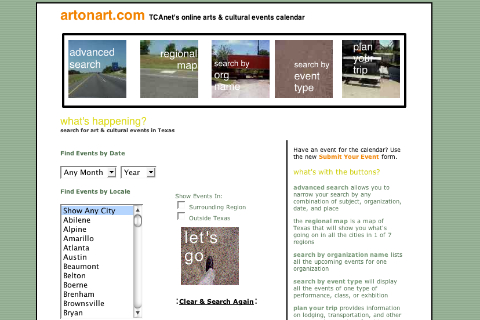 artonart.com TCAnet's online arts & cultural events calendar
advanced
search
regional
map
search by
org
name
search by
event
type
plan
your
trip
what's happening?
search for art & cultural events in Texas
Find Events by Date
Any Month Year
Find Events by Locale
Show Any City
Abilene
Alpine
Amarillo
Atlanta
Austin
Beaumont
Belton
Boerne
Brenham
Brownsville
Bryan
Show Events In:
Surrounding Region
Outside Texas
let's
go
Clear & Search Again
Have an event for the calendar? Use
the new Submit Your Event form.
what's with the buttons?
advanced search allows you to
narrow your search by any
combination of subject, organization,
date, and place
the regional map is a map of
Texas that will show you what's
going on in all the cities in 1 of 7
regions
search by organization name lists
all the upcoming events for one
organization
search by event type will display
all the events of one type of
performance, class, or exhibition
plan your trip provides information
on lodging, transportation, and other